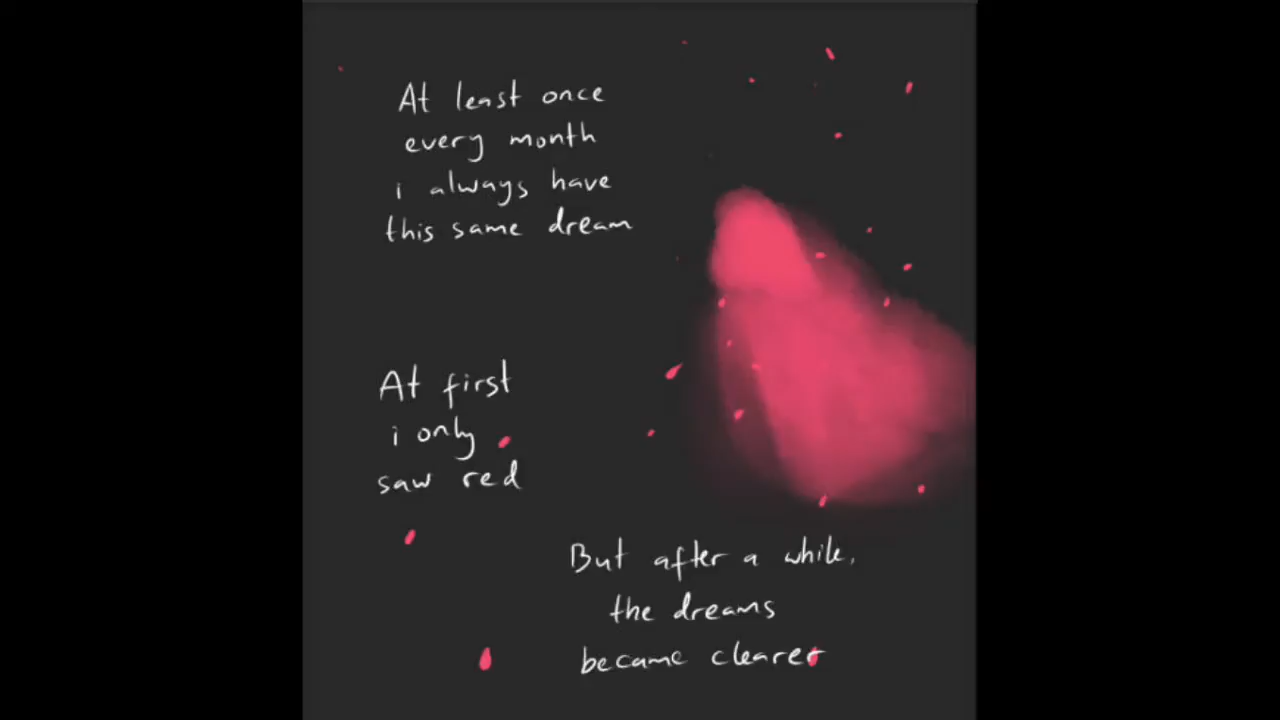 At least once
every month
i always have
this same dream
At first
i only
saw red
But after a while,
the dreams
became clearer